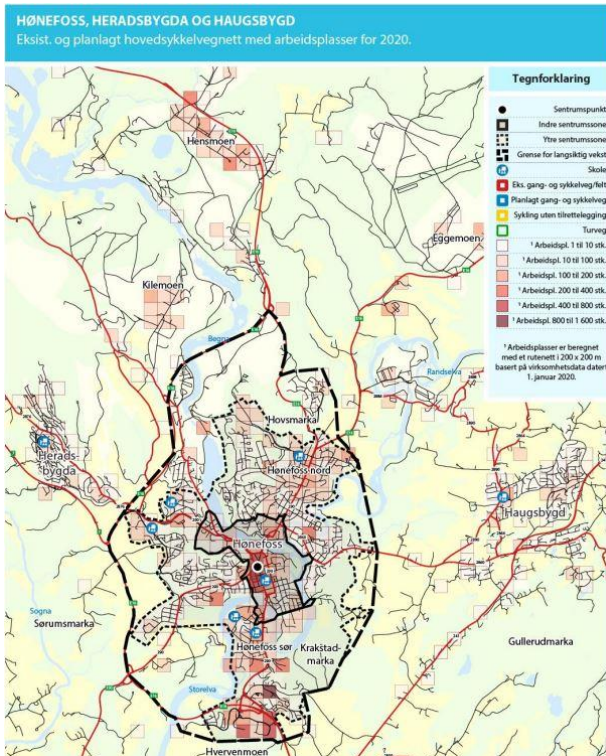 HØNEFOSS, HERADSBYGDA OG HAUGSBYGD
Eksist. og planlagt hovedsykkelvegnett med arbeidsplasser for 2020.
Tegnforklaring
Sentrumspunkt
Indre sentrumssone
Ytre sentrumssone
Grense for langsiktig vekst
Skole
Eks. gang- og sykkelveg/felt
Planlagt gang- og sykkelveg
Sykling uten tilrettelegging
Turveg
¹ Arbeidspl. 1 til 10 stk.
¹ Arbeidspl. 10 til 100 stk.
¹ Arbeidspl. 100 til 200 stk.
¹ Arbeidspl. 200 til 400 stk.
¹ Arbeidspl. 400 til 800 stk.
¹ Arbeidspl. 800 til 1 600 stk.
¹ Arbeidsplasser er beregnet
med et rutenett i 200 x 200 m
basert på virksomhetsdata datert
1. januar 2020.
Hensmoen
Eggemoen
Kilemoen
Begna
Randselva
Hovsmarka
Herads-
bygda
Hønefoss nord
Haugsbygd
Hønefoss
Sogna
Sørumsmarka
Hønefoss sør
Krakstad-
marka
Gullerudmarka
Storelva
Hvervenmoen